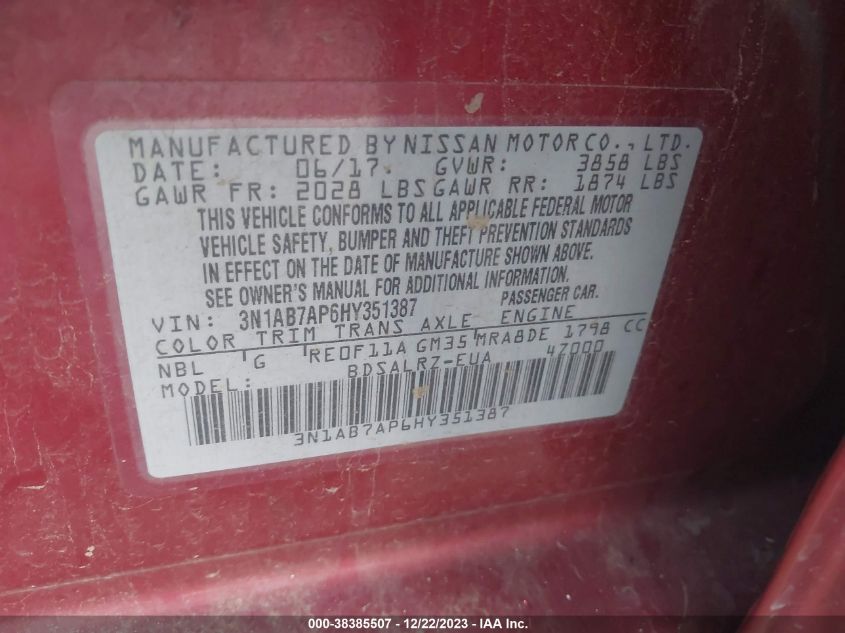 MANUFACTURED BY NISSAN MOTOR CO., LTD.
DATE: 06/17 GVWR: 3858 LBS
GAWR FR: 2028 LBS GAWR RR: 1874 LBS
THIS VEHICLE CONFORMS TO ALL APPLICABLE FEDERAL MOTOR
VEHICLE SAFETY, BUMPER AND THEFT PREVENTION STANDARDS
IN EFFECT ON THE DATE OF MANUFACTURE SHOWN ABOVE.
SEE OWNER'S MANUAL FOR ADDITIONAL INFORMATION.
VIN: 3N1AB7AP6HY351387 PASSENGER CAR.
COLOR TRIM TRANS AXLE ENGINE
NBL G RE0F11A GM35 MRA8DE 1798 CC
MODEL: BDSALRZ-EUA 47000
3N1AB7AP6HY351387
000-38385507 - 12/22/2023 - IAA Inc.